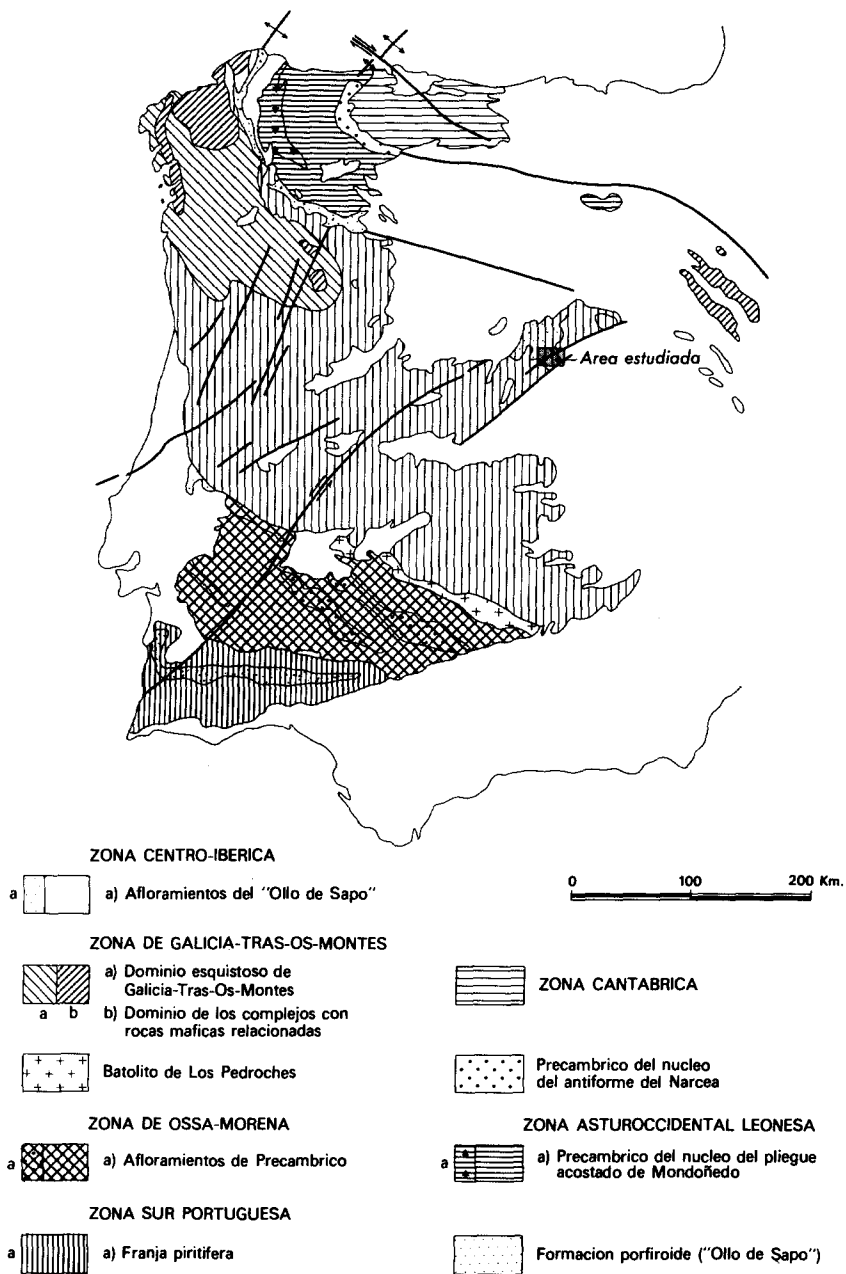 Area estudiada
ZONA CENTRO-IBERICA
a
a) Afloramientos del "Ollo de Sapo"
0 100 200 Km.
ZONA DE GALICIA-TRAS-OS-MONTES
a b
a) Dominio esquistoso de
Galicia-Tras-Os-Montes
b) Dominio de los complejos con
rocas maficas relacionadas
ZONA CANTABRICA
Batolito de Los Pedroches
Precambrico del nucleo
del antiforme del Narcea
ZONA DE OSSA-MORENA
a
a) Afloramientos de Precambrico
ZONA ASTUROCCIDENTAL LEONESA
a
a) Precambrico del nucleo del pliegue
acostado de Mondoñedo
ZONA SUR PORTUGUESA
a
a) Franja piritifera
Formacion porfiroide ("Ollo de Sapo")